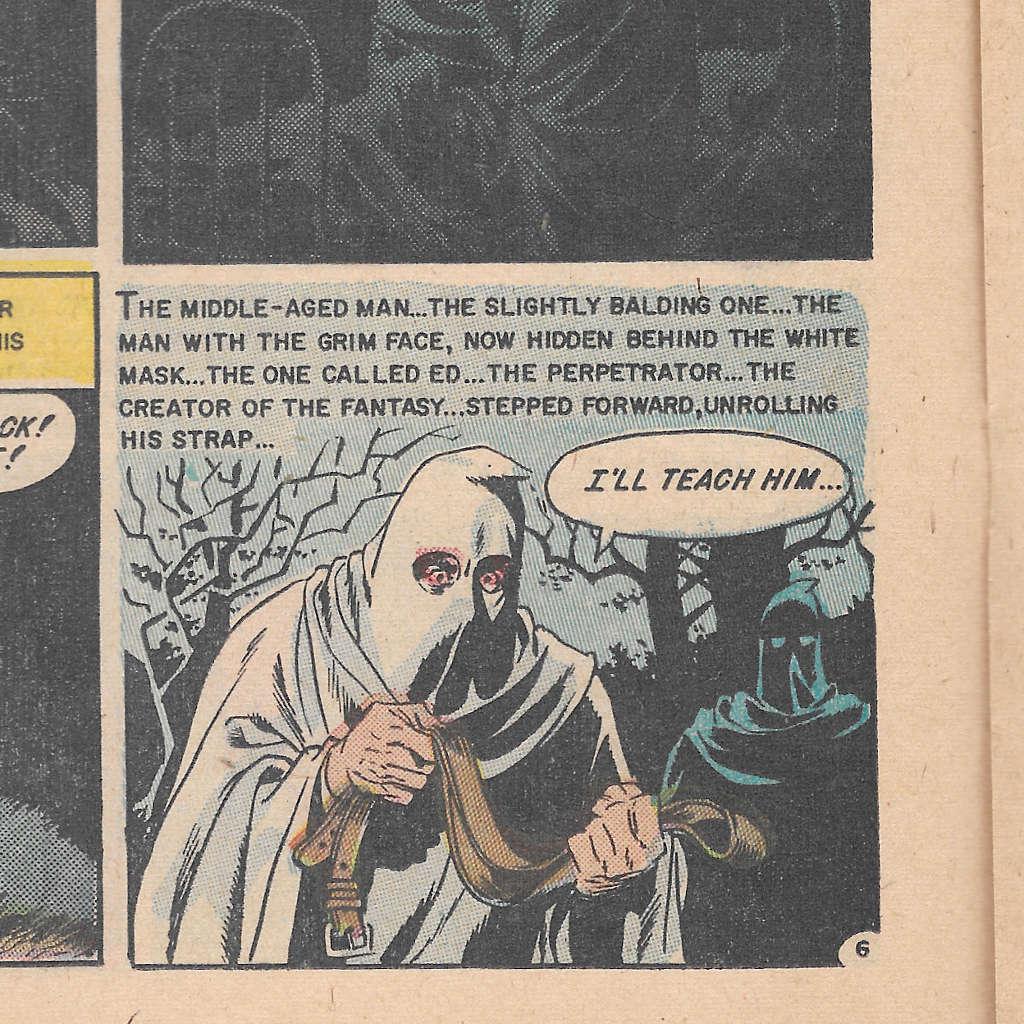 R
IS
CK!
!
THE MIDDLE-AGED MAN...THE SLIGHTLY BALDING ONE...THE
MAN WITH THE GRIM FACE, NOW HIDDEN BEHIND THE WHITE
MASK...THE ONE CALLED ED...THE PERPETRATOR...THE
CREATOR OF THE FANTASY...STEPPED FORWARD,UNROLLING
HIS STRAP...
I'LL TEACH HIM...
6